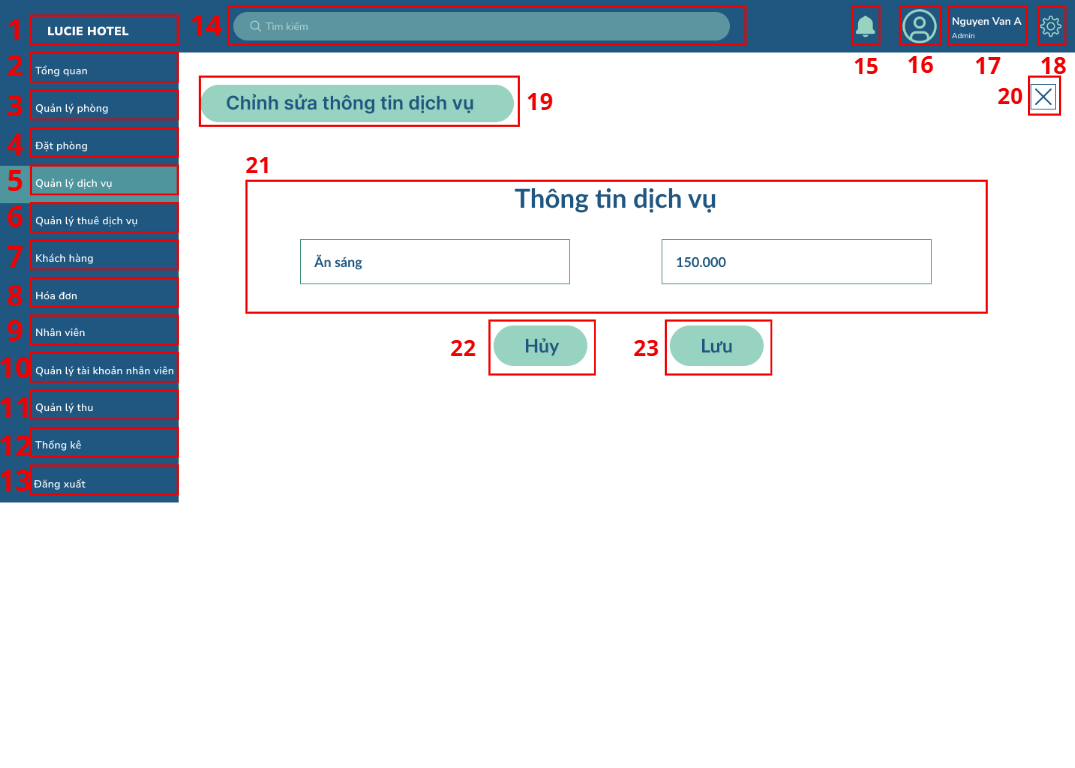 1 LUCIE HOTEL
14 Tìm kiếm
Nguyen Van A
Admin
15 16 17 18
2 Tổng quan
3 Quản lý phòng
4 Đặt phòng
5 Quản lý dịch vụ
6 Quản lý thuê dịch vụ
7 Khách hàng
8 Hóa đơn
9 Nhân viên
10 Quản lý tài khoản nhân viên
11 Quản lý thu
12 Thống kê
13 Đăng xuất
Chỉnh sửa thông tin dịch vụ 19
20
21
Thông tin dịch vụ
Ăn sáng 150.000
22 Hủy 23 Lưu